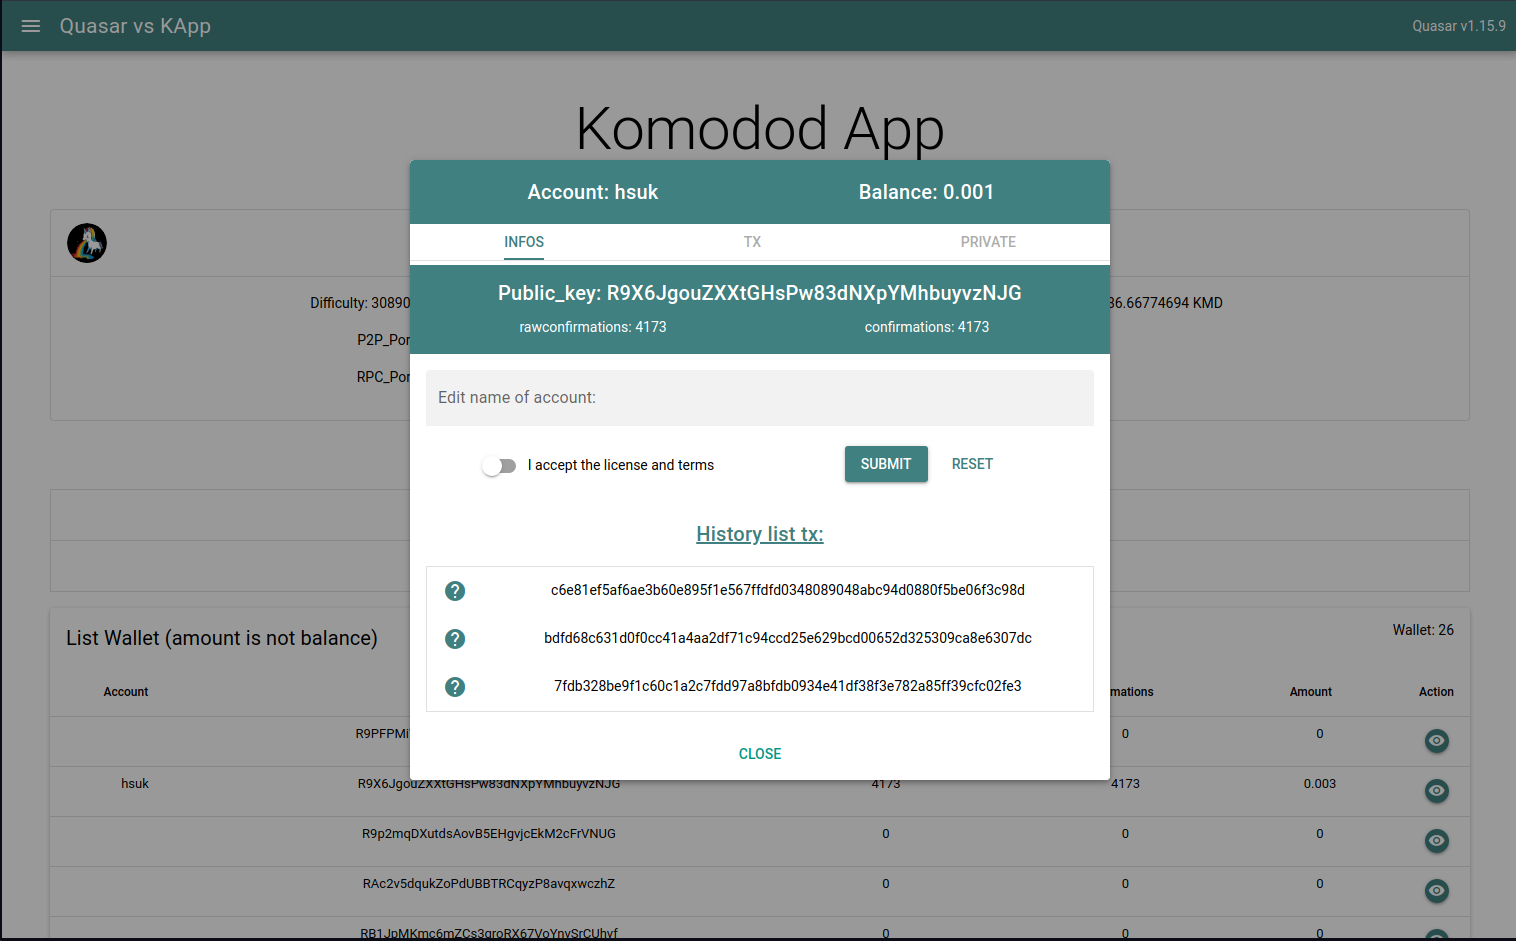 Quasar vs KApp
Quasar v1.15.9
Komodod App
Account: hsuk Balance: 0.001
INFOS TX PRIVATE
Public_key: R9X6JgouZXXtGHsPw83dNXpYMhbuyvzNJG
rawconfirmations: 4173 confirmations: 4173
Difficulty: 30890
36.66774694 KMD
P2P_Por
RPC_Por
Edit name of account:
I accept the license and terms
SUBMIT RESET
History list tx:
c6e81ef5af6ae3b60e895f1e567ffdfd0348089048abc94d0880f5be06f3c98d
bdfd68c631d0f0cc41a4aa2df71c94ccd25e629bcd00652d325309ca8e6307dc
7fdb328be9f1c60c1a2c7fdd97a8bfdb0934e41df38f3e782a85ff39cfc02fe3
CLOSE
List Wallet (amount is not balance) Wallet: 26
Account mations Amount Action
R9PFPMi 0 0
hsuk R9X6JgouZXXtGHsPw83dNXpYMhbuyvzNJG 4173 4173 0.003
R9p2mqDXutdsAovB5EHgvjcEkM2cFrVNUG 0 0 0
RAc2v5dqukZoPdUBBTRCqyzP8avqxwczhZ 0 0 0
RB1JpMKmc6mZCs3groRX67VoYnvSrCUhvf 0 0 0